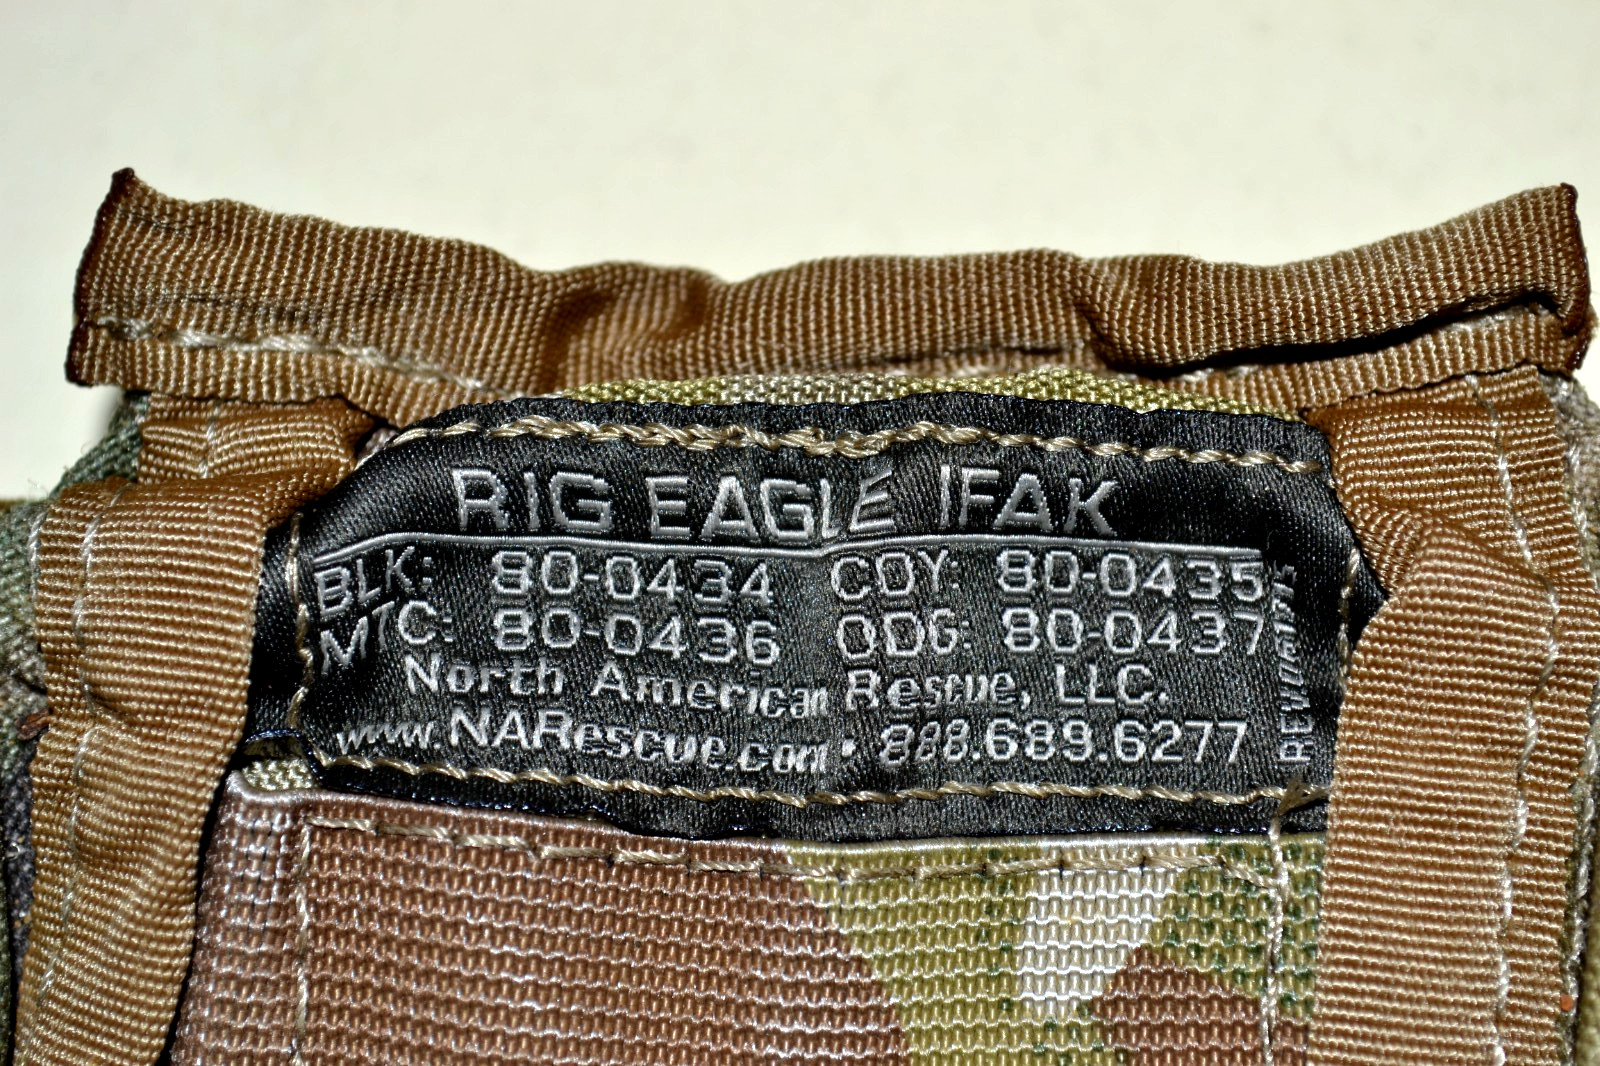 RIG EAGLE IFAK
BLK: 80-0434 COY: 80-0435
MTC: 80-0436 ODG: 80-0437
North American Rescue, LLC.
www.NARescue.com • 888.689.6277